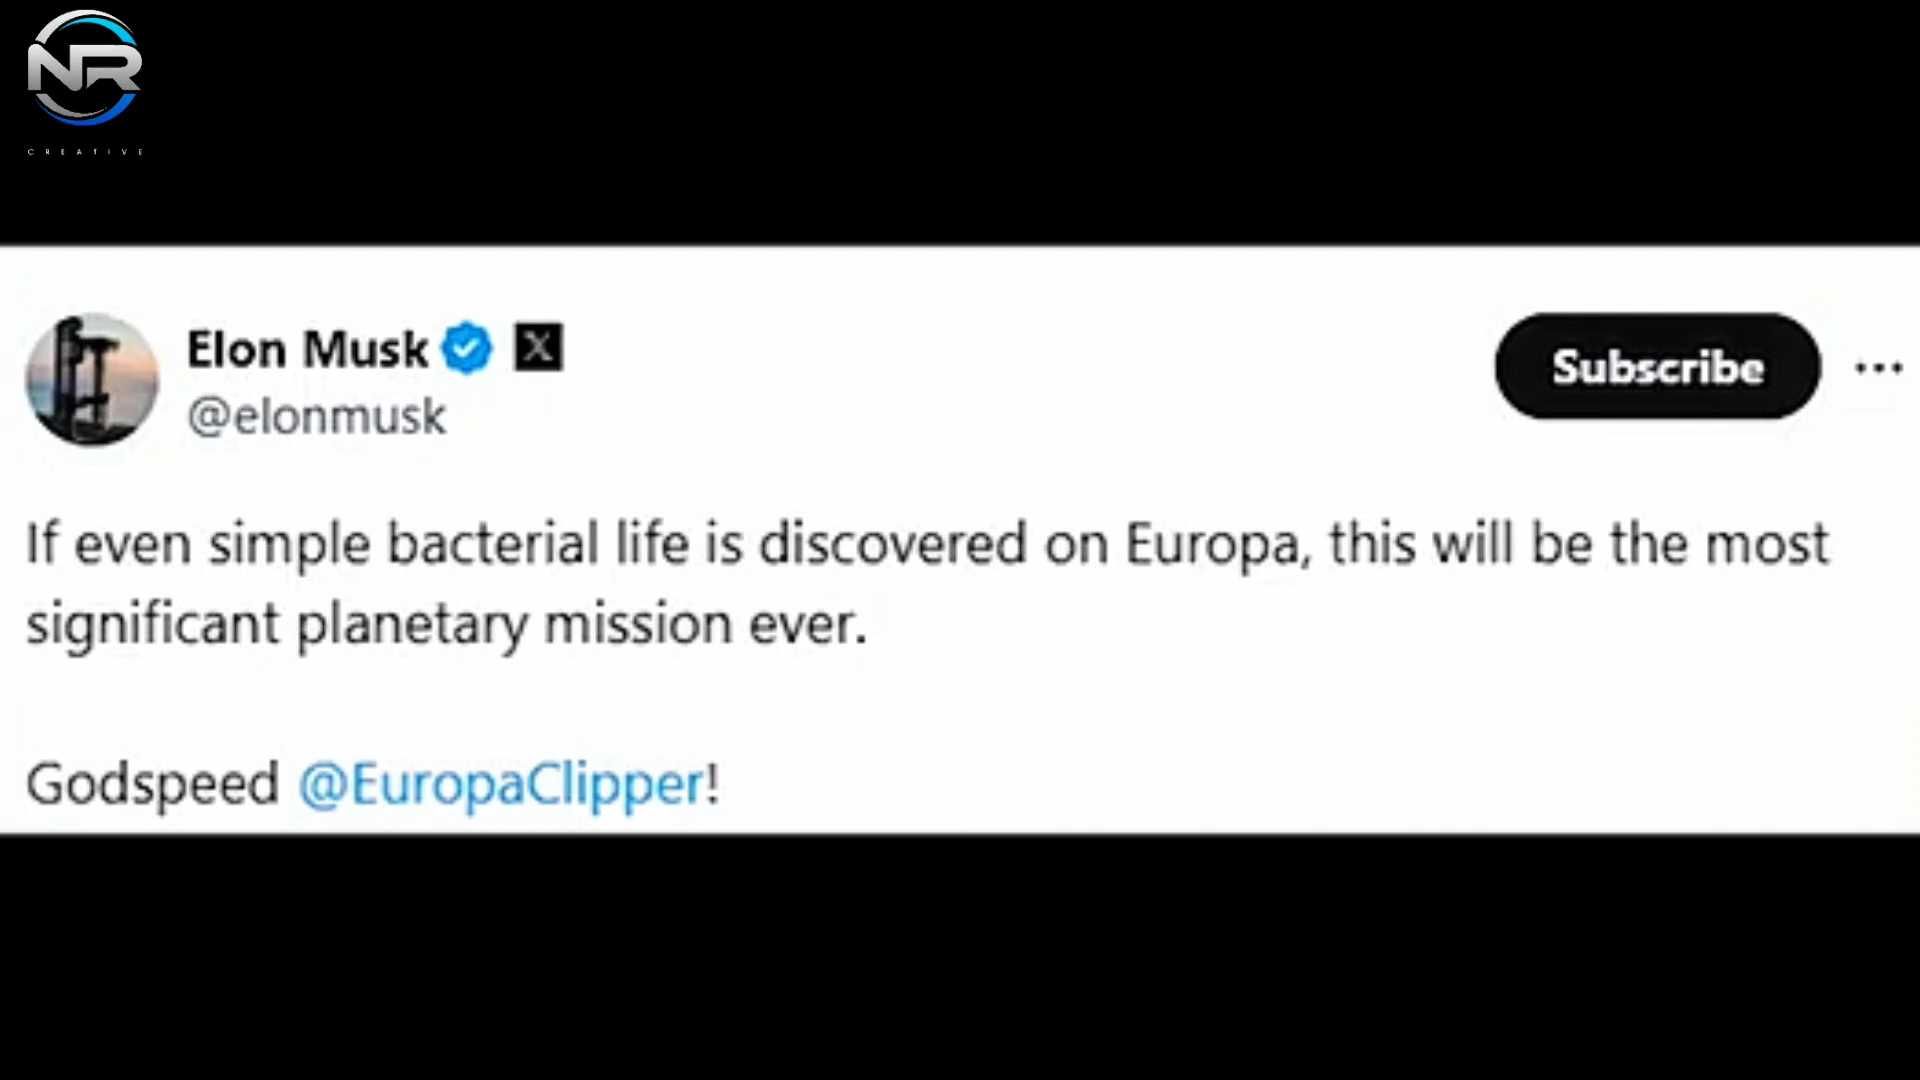 NR
CREATIVE
Elon Musk X
@elonmusk
Subscribe ...
If even simple bacterial life is discovered on Europa, this will be the most
significant planetary mission ever.
Godspeed @EuropaClipper!